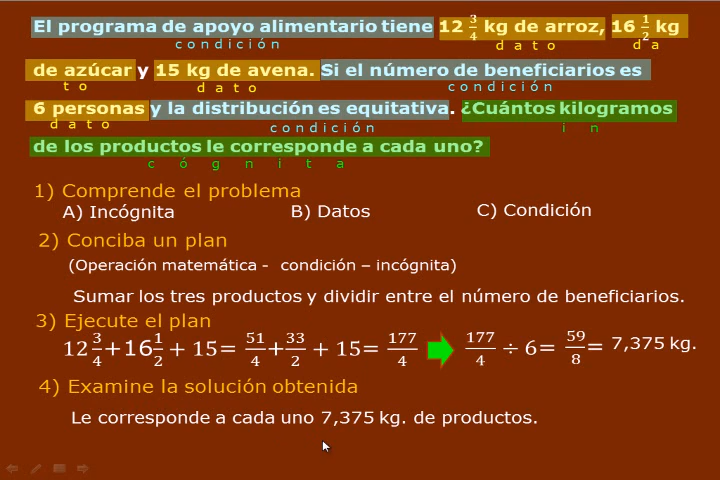 El programa de apoyo alimentario tiene 12 3/4 kg de arroz, 16 1/2 kg
condición dato da
de azúcar y 15 kg de avena. Si el número de beneficiarios es
to dato condición
6 personas y la distribución es equitativa. ¿Cuántos kilogramos
dato condición in
de los productos le corresponde a cada uno?
cógnita
1) Comprende el problema
A) Incógnita B) Datos C) Condición
2) Conciba un plan
(Operación matemática - condición – incógnita)
Sumar los tres productos y dividir entre el número de beneficiarios.
3) Ejecute el plan
12 3/4 + 16 1/2 + 15 = 51/4 + 33/2 + 15 = 177/4 177/4 ÷ 6 = 59/8 = 7,375 kg.
4) Examine la solución obtenida
Le corresponde a cada uno 7,375 kg. de productos.